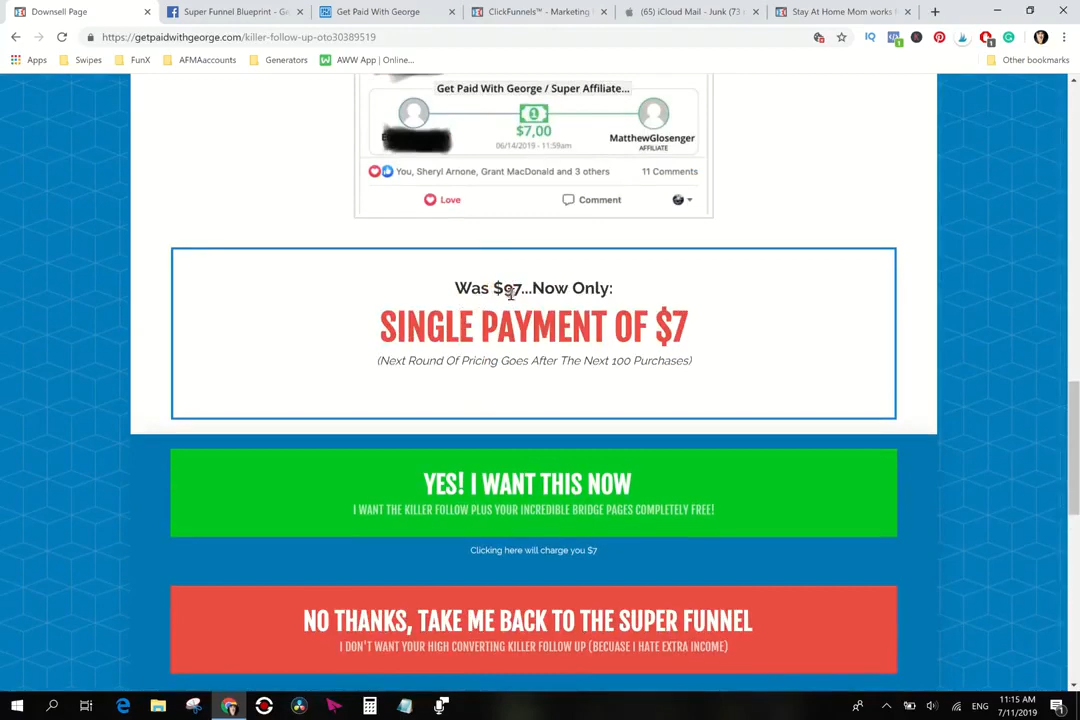 Downsell Page
Super Funnel Blueprint - Ge
Get Paid With George
ClickFunnels™ - Marketing
(65) iCloud Mail - Junk (73
Stay At Home Mom works f
https://getpaidwithgeorge.com/killer-follow-up-oto30389519
IQ
1
1
Apps
Swipes
FunX
AFMAaccounts
Generators
AWW App | Online...
Other bookmarks
Get Paid With George / Super Affiliate...
$7,00
06/14/2019 - 11:59am
MatthewGlosenger
AFFILIATE
You, Sheryl Arnone, Grant MacDonald and 3 others
11 Comments
Love
Comment
Was $97...Now Only:
SINGLE PAYMENT OF $7
(Next Round Of Pricing Goes After The Next 100 Purchases)
YES! I WANT THIS NOW
I WANT THE KILLER FOLLOW PLUS YOUR INCREDIBLE BRIDGE PAGES COMPLETELY FREE!
Clicking here will charge you $7
NO THANKS, TAKE ME BACK TO THE SUPER FUNNEL
I DON'T WANT YOUR HIGH CONVERTING KILLER FOLLOW UP (BECUASE I HATE EXTRA INCOME)
ENG
11:15 AM
7/11/2019